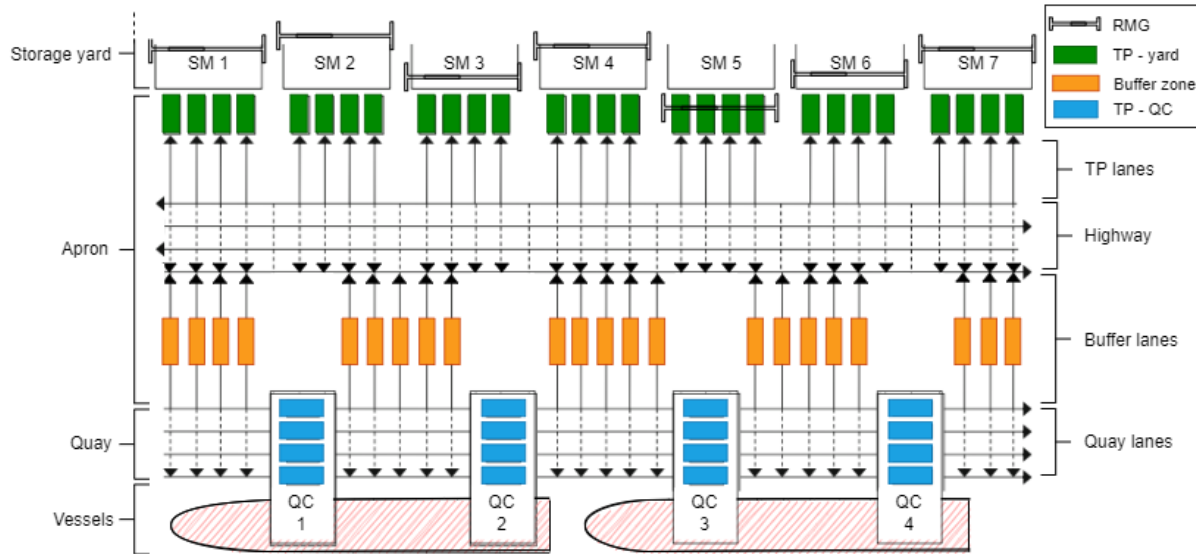 Storage yard
SM 1
SM 2
SM 3
SM 4
SM 5
SM 6
SM 7
RMG
TP - yard
Buffer zone
TP - QC
TP lanes
Apron
Highway
Buffer lanes
Quay
Quay lanes
Vessels
QC
1
QC
2
QC
3
QC
4